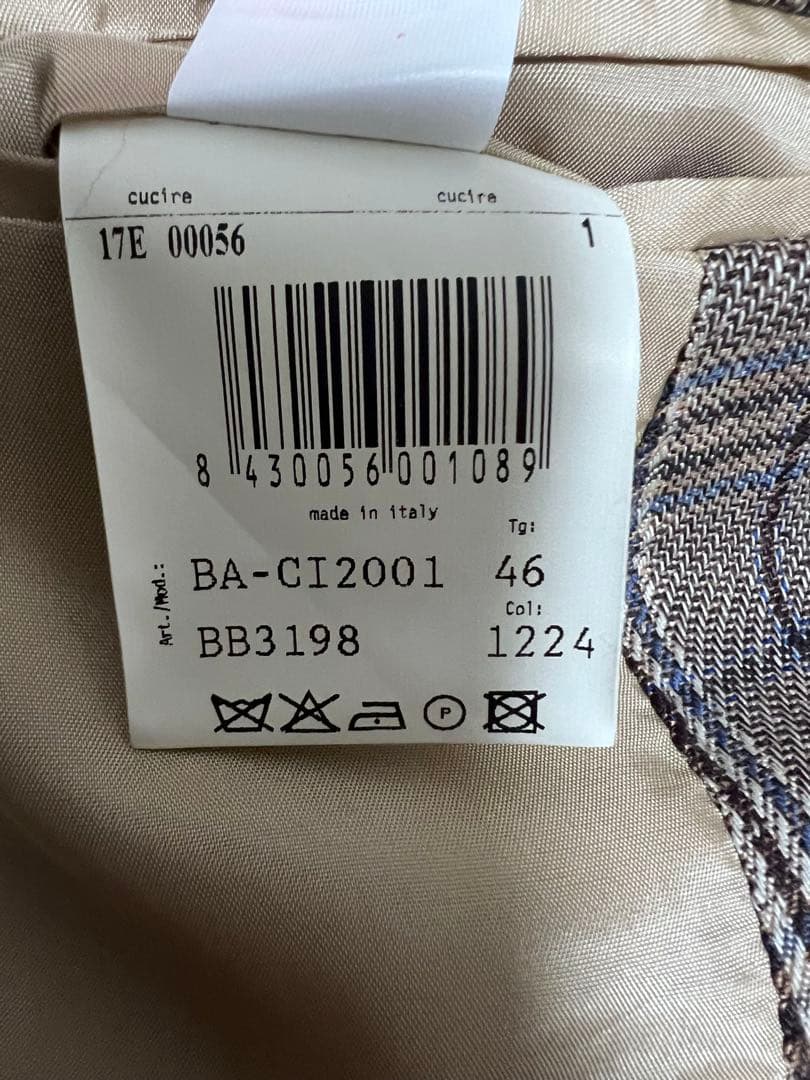 cucire cucire
17E 00056 1
8 430056 001089
made in italy
Tg:
Art./Mod.: BA-CI2001 46
Col:
BB3198 1224
P